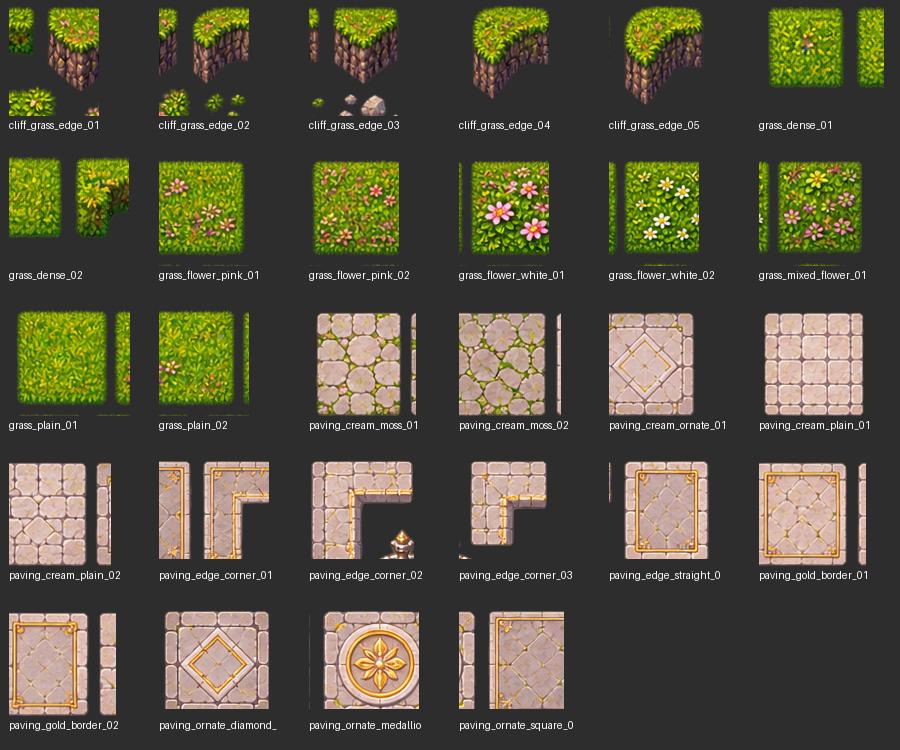 cliff_grass_edge_01
cliff_grass_edge_02
cliff_grass_edge_03
cliff_grass_edge_04
cliff_grass_edge_05
grass_dense_01
grass_dense_02
grass_flower_pink_01
grass_flower_pink_02
grass_flower_white_01
grass_flower_white_02
grass_mixed_flower_01
grass_plain_01
grass_plain_02
paving_cream_moss_01
paving_cream_moss_02
paving_cream_ornate_01
paving_cream_plain_01
paving_cream_plain_02
paving_edge_corner_01
paving_edge_corner_02
paving_edge_corner_03
paving_edge_straight_0
paving_gold_border_01
paving_gold_border_02
paving_ornate_diamond_
paving_ornate_medallio
paving_ornate_square_0